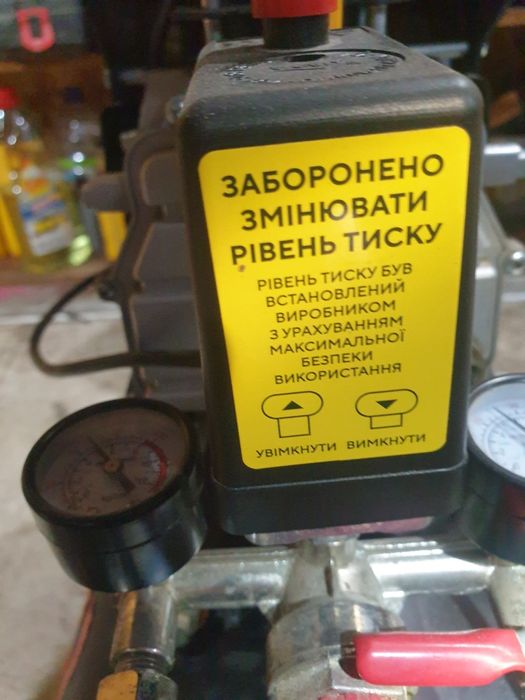 ЗАБОРОНЕНО
ЗМІНЮВАТИ
РІВЕНЬ ТИСКУ
РІВЕНЬ ТИСКУ БУВ
ВСТАНОВЛЕНИЙ
ВИРОБНИКОМ
З УРАХУВАННЯМ
МАКСИМАЛЬНОЇ
БЕЗПЕКИ
ВИКОРИСТАННЯ
УВІМКНУТИ ВИМКНУТИ